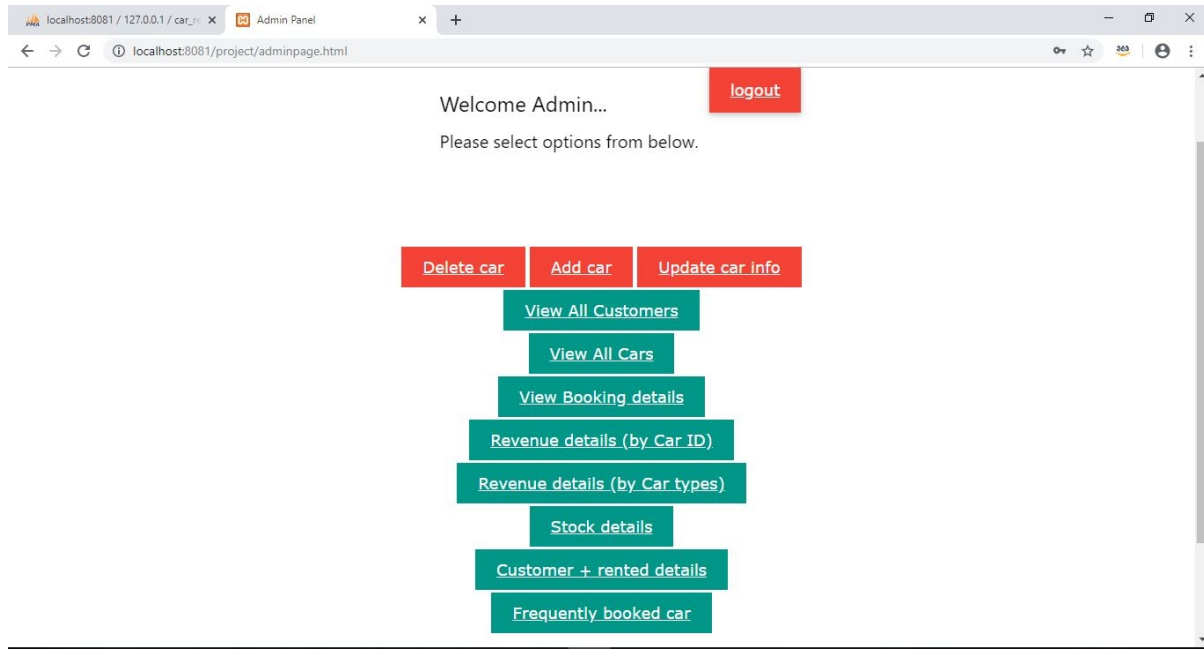 localhost:8081 / 127.0.0.1 / car_re Admin Panel
localhost:8081/project/adminpage.html
logout
Welcome Admin...
Please select options from below.
Delete car Add car Update car info
View All Customers
View All Cars
View Booking details
Revenue details (by Car ID)
Revenue details (by Car types)
Stock details
Customer + rented details
Frequently booked car